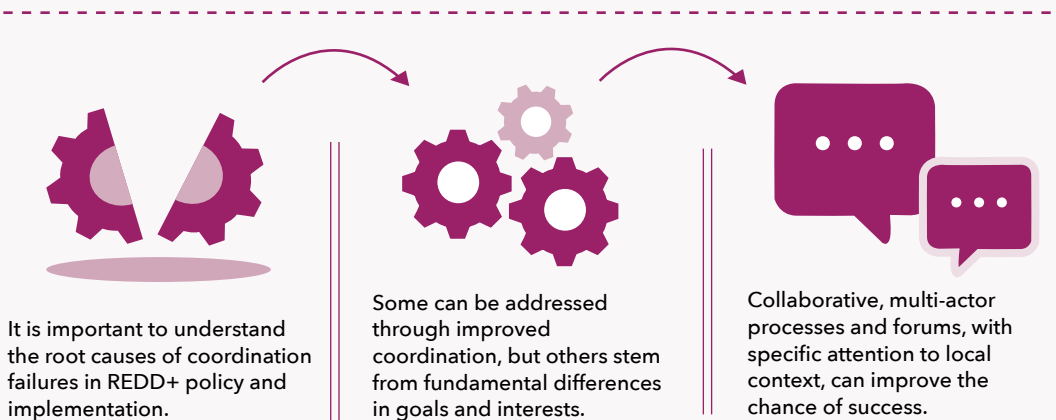 It is important to understand
the root causes of coordination
failures in REDD+ policy and
implementation.
Some can be addressed
through improved
coordination, but others stem
from fundamental differences
in goals and interests.
Collaborative, multi-actor
processes and forums, with
specific attention to local
context, can improve the
chance of success.